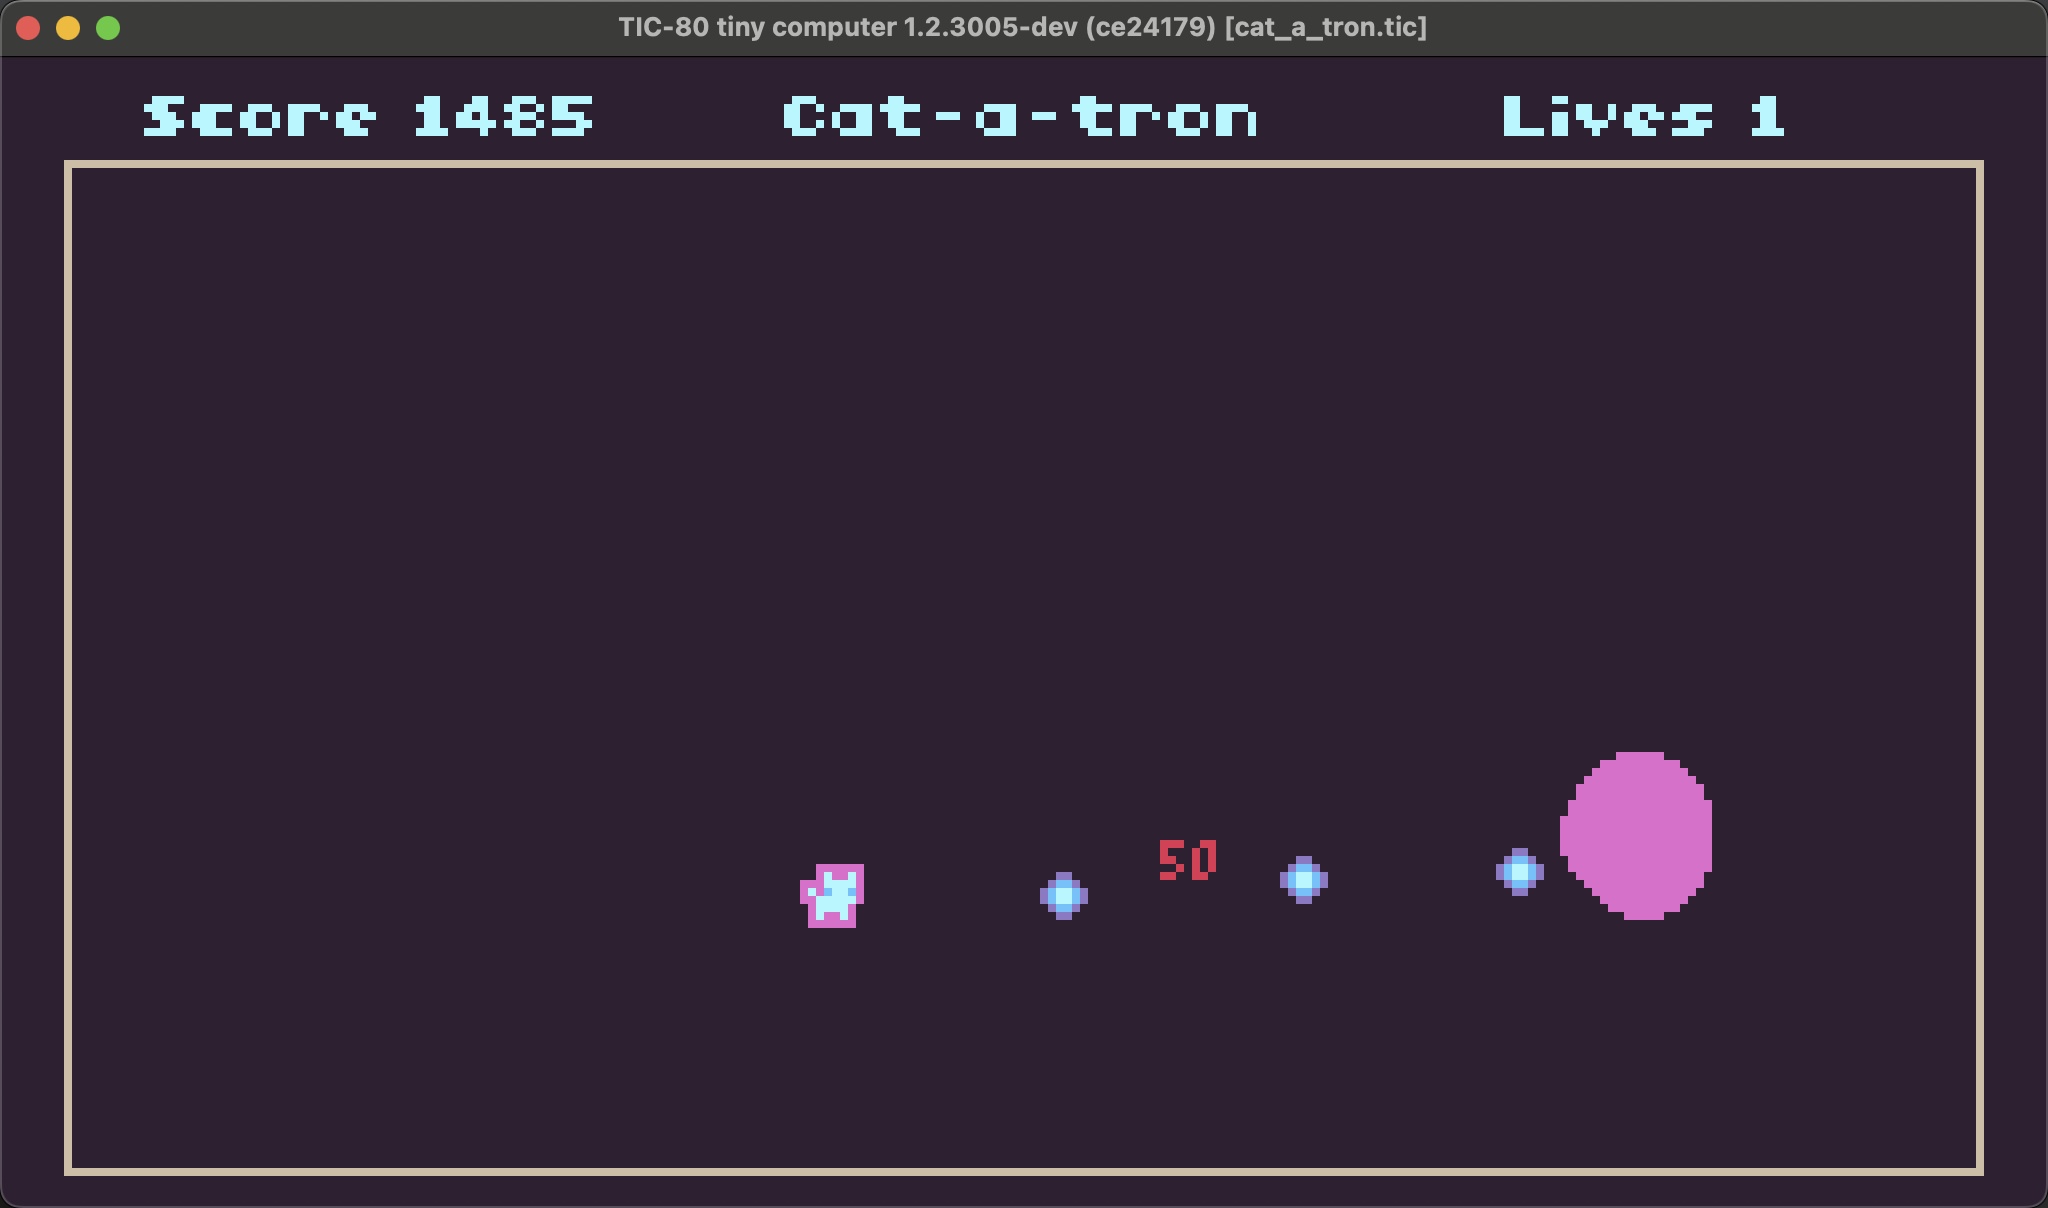 TIC-80 tiny computer 1.2.3005-dev (ce24179) [cat_a_tron.tic]
Score 1485 Cat-a-tron Lives 1
50